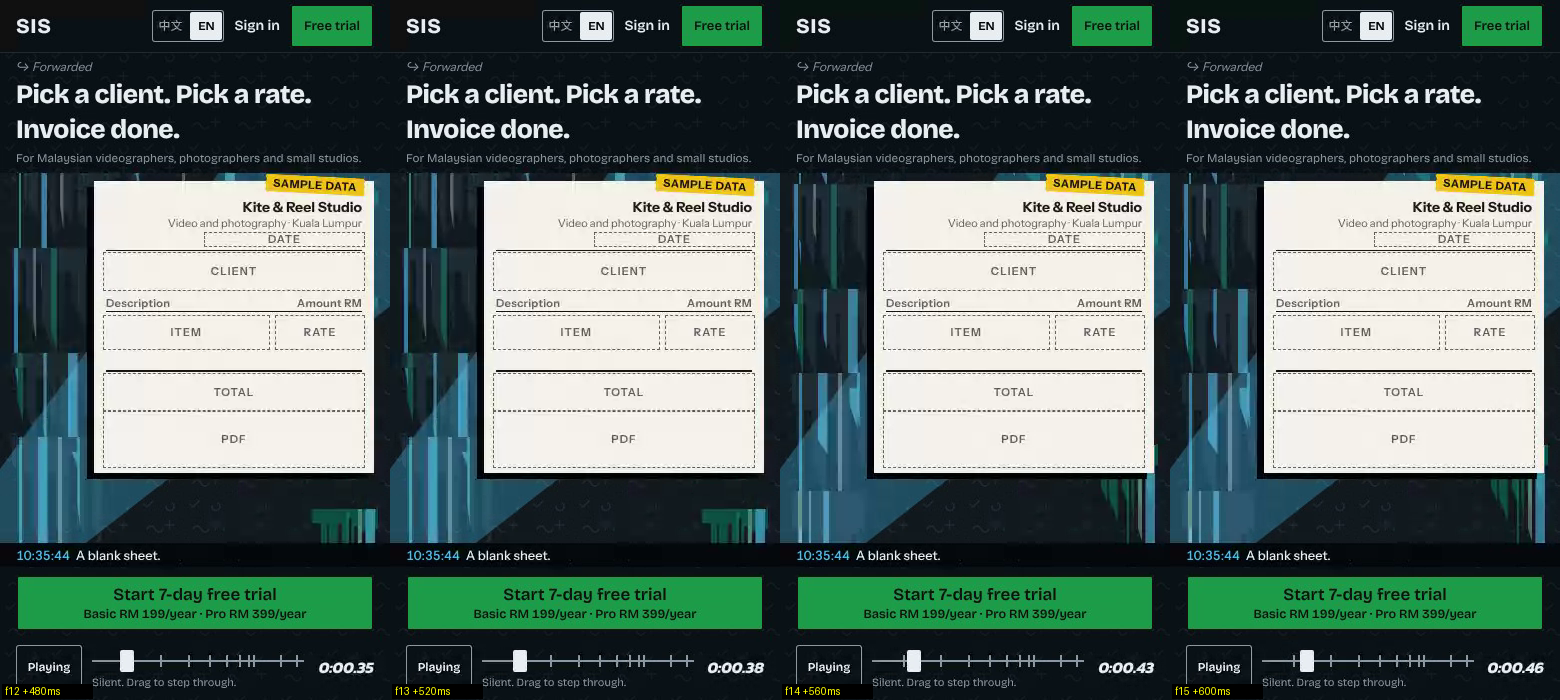 SIS 中文 EN Sign in Free trial
↪ Forwarded
Pick a client. Pick a rate.
Invoice done.
For Malaysian videographers, photographers and small studios.
SAMPLE DATA
Kite & Reel Studio
Video and photography · Kuala Lumpur
DATE
CLIENT
Description Amount RM
ITEM RATE
TOTAL
PDF
10:35:44 A blank sheet.
Start 7-day free trial
Basic RM 199/year · Pro RM 399/year
Playing 0:00.35
Silent. Drag to step through.
f12 +480ms
SIS 中文 EN Sign in Free trial
↪ Forwarded
Pick a client. Pick a rate.
Invoice done.
For Malaysian videographers, photographers and small studios.
SAMPLE DATA
Kite & Reel Studio
Video and photography · Kuala Lumpur
DATE
CLIENT
Description Amount RM
ITEM RATE
TOTAL
PDF
10:35:44 A blank sheet.
Start 7-day free trial
Basic RM 199/year · Pro RM 399/year
Playing 0:00.38
Silent. Drag to step through.
f13 +520ms
SIS 中文 EN Sign in Free trial
↪ Forwarded
Pick a client. Pick a rate.
Invoice done.
For Malaysian videographers, photographers and small studios.
SAMPLE DATA
Kite & Reel Studio
Video and photography · Kuala Lumpur
DATE
CLIENT
Description Amount RM
ITEM RATE
TOTAL
PDF
10:35:44 A blank sheet.
Start 7-day free trial
Basic RM 199/year · Pro RM 399/year
Playing 0:00.43
Silent. Drag to step through.
f14 +560ms
SIS 中文 EN Sign in Free trial
↪ Forwarded
Pick a client. Pick a rate.
Invoice done.
For Malaysian videographers, photographers and small studios.
SAMPLE DATA
Kite & Reel Studio
Video and photography · Kuala Lumpur
DATE
CLIENT
Description Amount RM
ITEM RATE
TOTAL
PDF
10:35:44 A blank sheet.
Start 7-day free trial
Basic RM 199/year · Pro RM 399/year
Playing 0:00.46
Silent. Drag to step through.
f15 +600ms